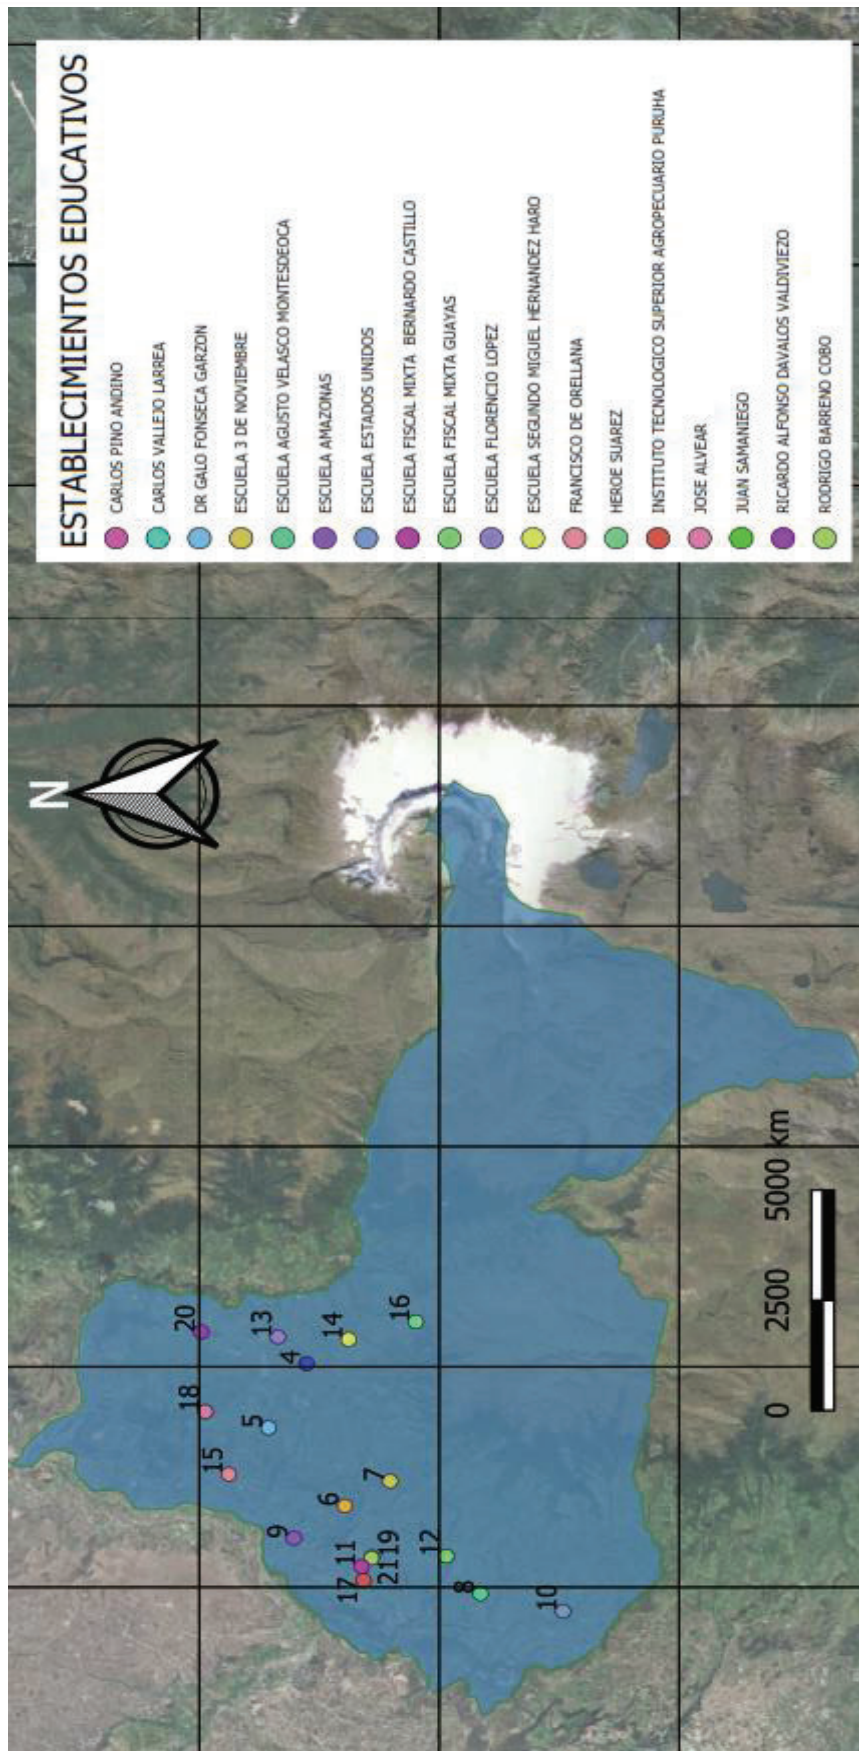 ESTABLECIMIENTOS EDUCATIVOS
CARLOS PINO ANDINO
CARLOS VALLEJO LARREA
DR GALO FONSECA GARZON
ESCUELA 3 DE NOVIEMBRE
ESCUELA AGUSTO VELASCO MONTESDEOCA
ESCUELA AMAZONAS
ESCUELA ESTADOS UNIDOS
ESCUELA FISCAL MIXTA BERNARDO CASTILLO
ESCUELA FISCAL MIXTA GUAYAS
ESCUELA FLORENCIO LOPEZ
ESCUELA SEGUNDO MIGUEL HERNANDEZ HARO
FRANCISCO DE ORELLANA
HEROE SUAREZ
INSTITUTO TECNOLOGICO SUPERIOR AGROPECUARIO PURUHA
JOSE ALVEAR
JUAN SAMANIEGO
RICARDO ALFONSO DAVALOS VALDIVIEZO
RODRIGO BARRENO COBO
N
20
18
15
13
5
4
9
14
6
7
11
17
2119
16
12
8
10
0 2500 5000 km